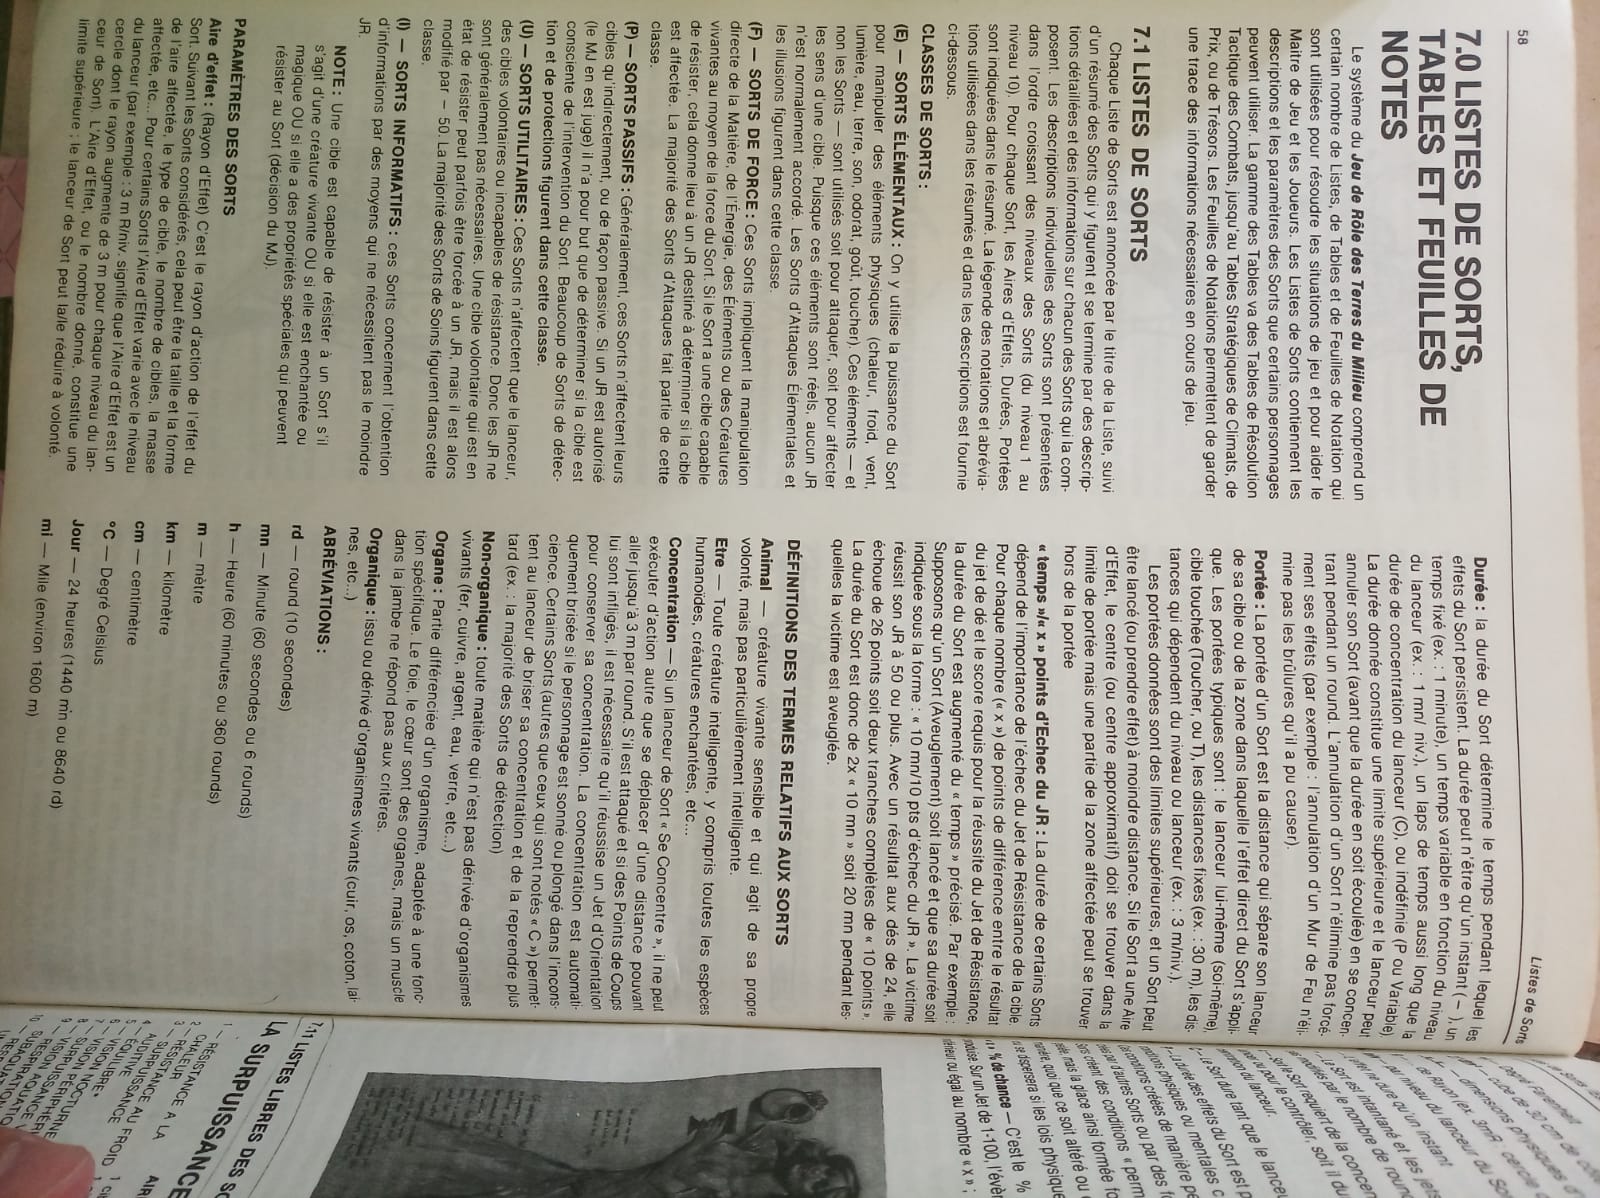 58
Listes de Sorts
7.0 LISTES DE SORTS,
TABLES ET FEUILLES DE
NOTES
Le système du Jeu de Rôle des Terres du Milieu comprend un
certain nombre de Listes, de Tables et de Feuilles de Notation qui
sont utilisées pour résoudre les situations de jeu et pour aider le
Maitre de Jeu et les Joueurs. Les Listes de Sorts contiennent les
descriptions et les paramètres des Sorts que certains personnages
peuvent utiliser. La gamme des Tables va des Tables de Résolution
Tactique des Combats, jusqu'au Tables Stratégiques de Climats, de
Prix, ou de Trésors. Les Feuilles de Notations permettent de garder
une trace des informations nécessaires en cours de jeu.
7.1 LISTES DE SORTS
Chaque Liste de Sorts est annoncée par le titre de la Liste, suivi
d'un résumé des Sorts qui y figurent et se termine par des descrip-
tions détaillées et des informations sur chacun des Sorts qui la com-
posent. Les descriptions individuelles des Sorts sont présentées
dans l'ordre croissant des niveaux des Sorts (du niveau 1 au
niveau 10). Pour chaque Sort, les Aires d'Effets, Durées, Portées
sont indiquées dans le résumé. La légende des notations et abrévia-
tions utilisées dans les résumés et dans les descriptions est fournie
ci-dessous.
CLASSES DE SORTS :
(E) — SORTS ÉLÉMENTAUX : On y utilise la puissance du Sort
pour manipuler des éléments physiques (chaleur, froid, vent,
lumière, eau, terre, son, odorat, goût, toucher). Ces éléments — et
non les Sorts — sont utilisés soit pour attaquer, soit pour affecter
les sens d'une cible. Puisque ces éléments sont réels, aucun JR
n'est normalement accordé. Les Sorts d'Attaques Élémentales et
les illusions figurent dans cette classe.
(F) — SORTS DE FORCE : Ces Sorts impliquent la manipulation
directe de la Matière, de l'Énergie, des Éléments ou des Créatures
vivantes au moyen de la force du Sort. Si le Sort a une cible capable
de résister, cela donne lieu à un JR destiné à déterminer si la cible
est affectée. La majorité des Sorts d'Attaques fait partie de cette
classe.
(P) — SORTS PASSIFS : Généralement, ces Sorts n'affectent leurs
cibles qu'indirectement, ou de façon passive. Si un JR est autorisé
(le MJ en est juge) il n'a pour but que de déterminer si la cible est
consciente de l'intervention du Sort. Beaucoup de Sorts de détec-
tion et de protections figurent dans cette classe.
(U) — SORTS UTILITAIRES : Ces Sorts n'affectent que le lanceur,
des cibles volontaires ou incapables de résistance. Donc les JR ne
sont généralement pas nécessaires. Une cible volontaire qui est en
état de résister peut parfois être forcée à un JR, mais il est alors
modifié par – 50. La majorité des Sorts de Soins figurent dans cette
classe.
(I) — SORTS INFORMATIFS : ces Sorts concernent l'obtention
d'informations par des moyens qui ne nécessitent pas le moindre
JR.
NOTE : Une cible est capable de résister à un Sort s'il
s'agit d'une créature vivante OU si elle est enchantée ou
magique OU si elle a des propriétés spéciales qui peuvent
résister au Sort (décision du MJ).
PARAMÈTRES DES SORTS
Aire d'effet : (Rayon d'Effet) C'est le rayon d'action de l'effet du
Sort. Suivant les Sorts considérés, cela peut être la taille et la forme
de l'aire affectée, le type de cible, le nombre de cibles, la masse
affectée, etc... Pour certains Sorts l'Aire d'Effet varie avec le niveau
du lanceur (par exemple : 3 m R/niv. signifie que l'Aire d'Effet est un
cercle dont le rayon augmente de 3 m pour chaque niveau du lan-
ceur de Sort). L'Aire d'Effet, ou le nombre donné, constitue une
limite supérieure ; le lanceur de Sort peut la/le réduire à volonté.
Durée : la durée du Sort détermine le temps pendant lequel les
effets du Sort persistent. La durée peut n'être qu'un instant ( – ), un
temps fixé (ex. : 1 minute), un temps variable en fonction du niveau
du lanceur (ex. : 1 mn/ niv.), un laps de temps aussi long que la
durée de concentration du lanceur (C), ou indéfinie (P ou Variable).
La durée donnée constitue une limite supérieure et le lanceur peut
annuler son Sort (avant que la durée en soit écoulée) en se concen-
trant pendant un round. L'annulation d'un Sort n'élimine pas forcé-
ment ses effets (par exemple : l'annulation d'un Mur de Feu n'éli-
mine pas les brûlures qu'il a pu causer).
Portée : La portée d'un Sort est la distance qui sépare son lanceur
de sa cible ou de la zone dans laquelle l'effet direct du Sort s'appli-
que. Les portées typiques sont : le lanceur lui-même (soi-même),
cible touchée (Toucher, ou T), les distances fixes (ex. : 30 m), les dis-
tances qui dépendent du niveau ou lanceur (ex. : 3 m/niv.).
Les portées données sont des limites supérieures, et un Sort peut
être lancé (ou prendre effet) à moindre distance. Si le Sort a une Aire
d'Effet, le centre (ou centre approximatif) doit se trouver dans la
limite de portée mais une partie de la zone affectée peut se trouver
hors de la portée
« temps »/« x » points d'Echec du JR : La durée de certains Sorts
dépend de l'importance de l'échec du Jet de Résistance de la cible.
Pour chaque nombre (« x ») de points de différence entre le résultat
du jet de dé et le score requis pour la réussite du Jet de Résistance,
la durée du Sort est augmenté du « temps » précisé. Par exemple :
Supposons qu'un Sort (Aveuglement) soit lancé et que sa durée soit
indiquée sous la forme : « 10 mn/10 pts d'échec du JR ». La victime
réussit son JR à 50 ou plus. Avec un résultat aux dés de 24, elle
échoue de 26 points soit deux tranches complètes de « 10 points ».
La durée du Sort est donc de 2x « 10 mn » soit 20 mn pendant les-
quelles la victime est aveuglée.
DÉFINITIONS DES TERMES RELATIFS AUX SORTS
Animal — créature vivante sensible et qui agit de sa propre
volonté, mais pas particulièrement intelligente.
Etre — Toute créature intelligente, y compris toutes les espèces
humanoïdes, créatures enchantées, etc...
Concentration — Si un lanceur de Sort « Se Concentre », il ne peut
exécuter d'action autre que se déplacer d'une distance pouvant
aller jusqu'à 3 m par round. S'il est attaqué et si des Points de Coups
lui sont infligés, il est nécessaire qu'il réussise un Jet d'Orientation
pour conserver sa concentration. La concentration est automati-
quement brisée si le personnage est sonné ou plongé dans l'incons-
cience. Certains Sorts (autres que ceux qui sont notés « C ») permet-
tent au lanceur de briser sa concentration et de la reprendre plus
tard (ex. : la majorité des Sorts de détection)
Non-organique : toute matière qui n'est pas dérivée d'organismes
vivants (fer, cuivre, argent, eau, verre, etc...)
Organe : Partie différenciée d'un organisme, adaptée à une fonc-
tion spécifique. Le foie, le cœur sont des organes, mais un muscle
dans la jambe ne répond pas aux critères.
Organique : issu ou dérivé d'organismes vivants (cuir, os, coton, lai-
nes, etc...)
ABRÉVIATIONS :
rd — round (10 secondes)
mn — Minute (60 secondes ou 6 rounds)
h — Heure (60 minutes ou 360 rounds)
m — mètre
km — kilomètre
cm — centimètre
°C — Degré Celsius
Jour — 24 heures (1440 mn ou 8640 rd)
mi — Mile (environ 1600 m)
Degré Farenheit
cube de 30 cm de côté
dimensions physiques
de Rayon (ex. 3mR : cercle
par niveau du lanceur du Sort
effet ne dure qu'un instant
Le Sort est intantané et les jets
modifiés par le nombre de round
Sort le Sort requiert de la concen
ou pour le contrôler, soit il du
du lanceur.
Le Sort dure tant que le lanceur
La durée des effets du Sort est
physiques ou mentales
conditions créées de manière
par d'autres Sorts ou par des
Sorts créent des conditions « perm
mais la glace ainsi formée
manière, quoi que ce soit altéré ou
se dispersera si les lois physique
% de chance — C'est le %
Sur un Jet de 1-100, l'évèn
inférieur ou égal au nombre « x » ;
7.11 LISTES LIBRES DES
LA SURPUISSANCE
1 — RÉSISTANCE A LA
CHALEUR
2 — RÉSISTANCE AU FROID
3 — SURPUISSANCE
AUDITIVE
4 — ÉQUILIBRE*
5 — VISION NOCTURNE
6 — VISION PÉRIPHÉRI
7 — SURPUISSANCE
8 — VISION AQUATIQ
9 — RESPIRATION
SUBAQUA
10 — RES